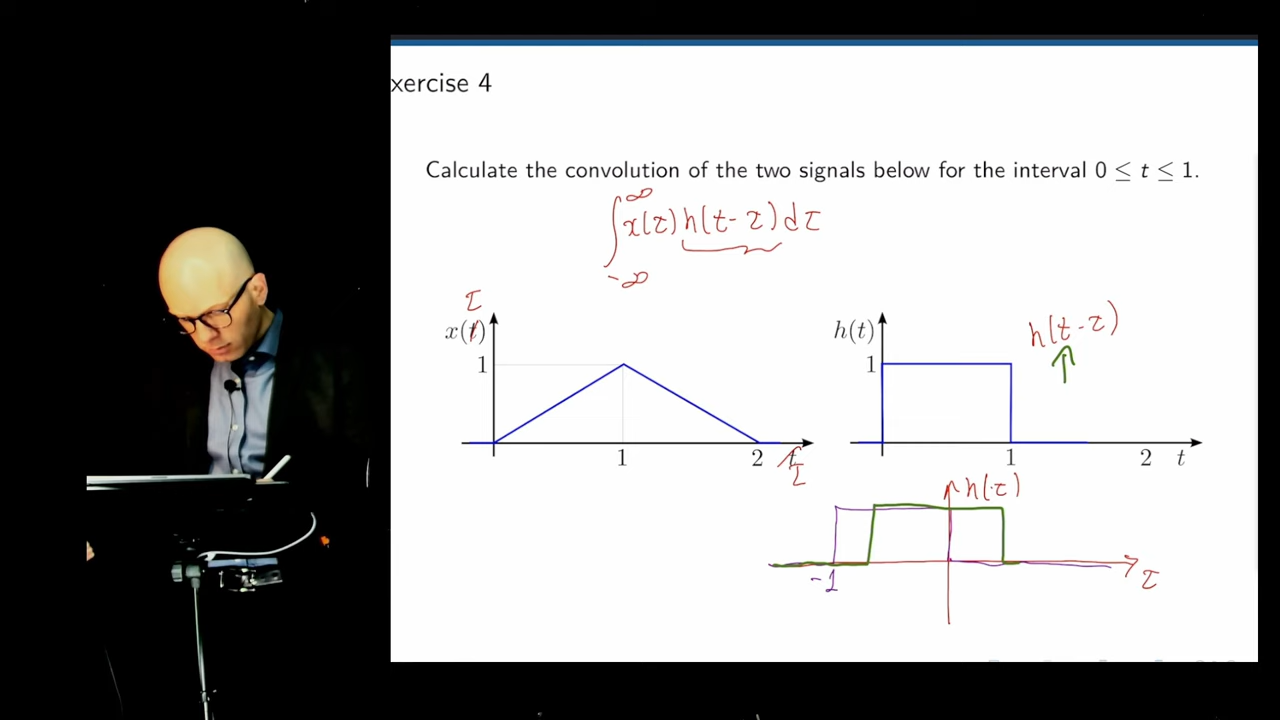 xercise 4
Calculate the convolution of the two signals below for the interval 0 ≤ t ≤ 1.
∫_{-∞}^{∞} x(τ) h(t-τ) dτ
τ
x(t)
1
1
2
t
τ
h(t)
1
1
2
t
h(t-τ)
h(-τ)
-1
τ